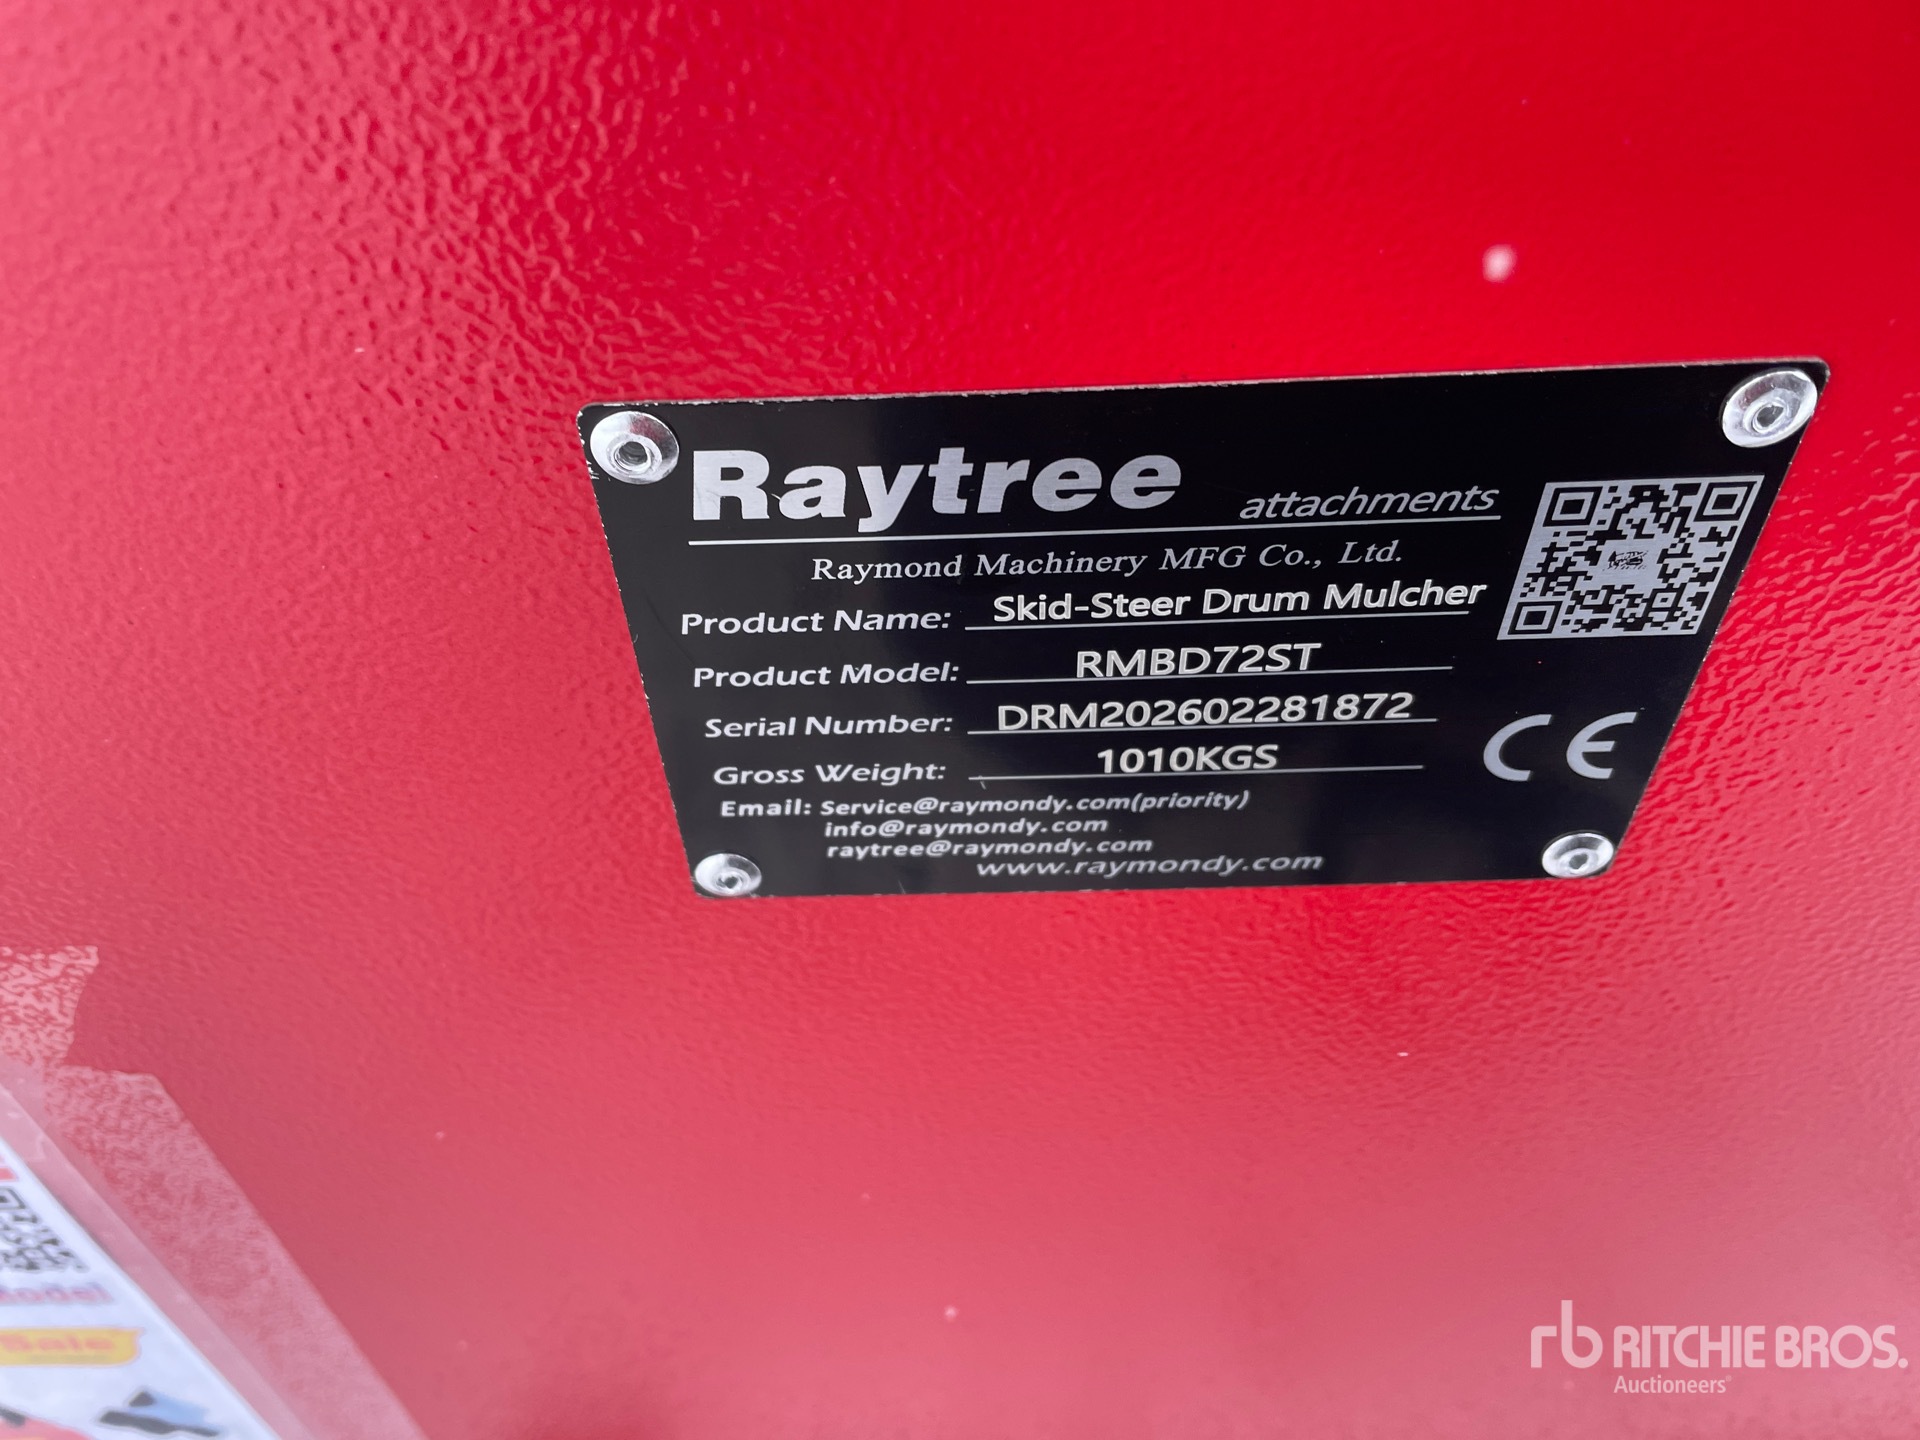 Raytree attachments
Raymond Machinery MFG Co., Ltd.
Product Name: Skid-Steer Drum Mulcher
Product Model: RMBD72ST
Serial Number: DRM202602281872
Gross Weight: 1010KGS
Email: Service@raymondy.com(priority)
info@raymondy.com
raytree@raymondy.com
www.raymondy.com
CE
Sale
rb RITCHIE BROS.
Auctioneers